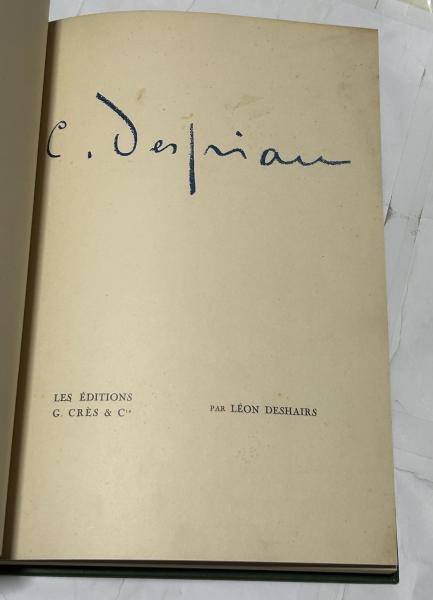 C. Despiau
LES ÉDITIONS
G. CRÈS & Cie
PAR LÉON DESHAIRS